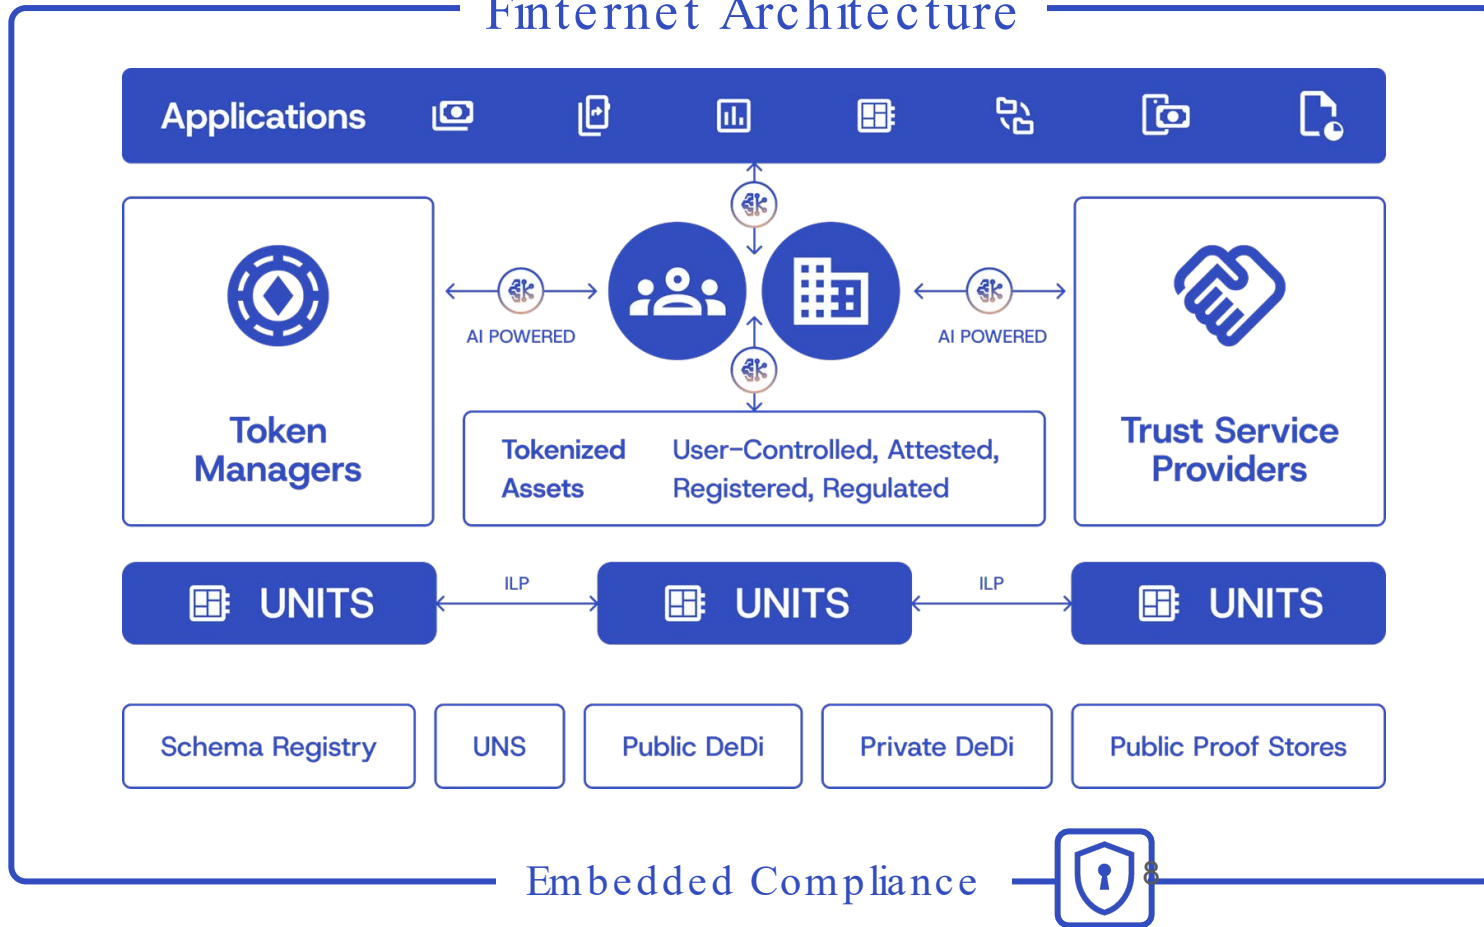 Finternet Architecture
Applications
AI POWERED
AI POWERED
Token
Managers
Tokenized
Assets
User-Controlled, Attested,
Registered, Regulated
Trust Service
Providers
UNITS
ILP
UNITS
ILP
UNITS
Schema Registry
UNS
Public DeDi
Private DeDi
Public Proof Stores
Embedded Compliance
8